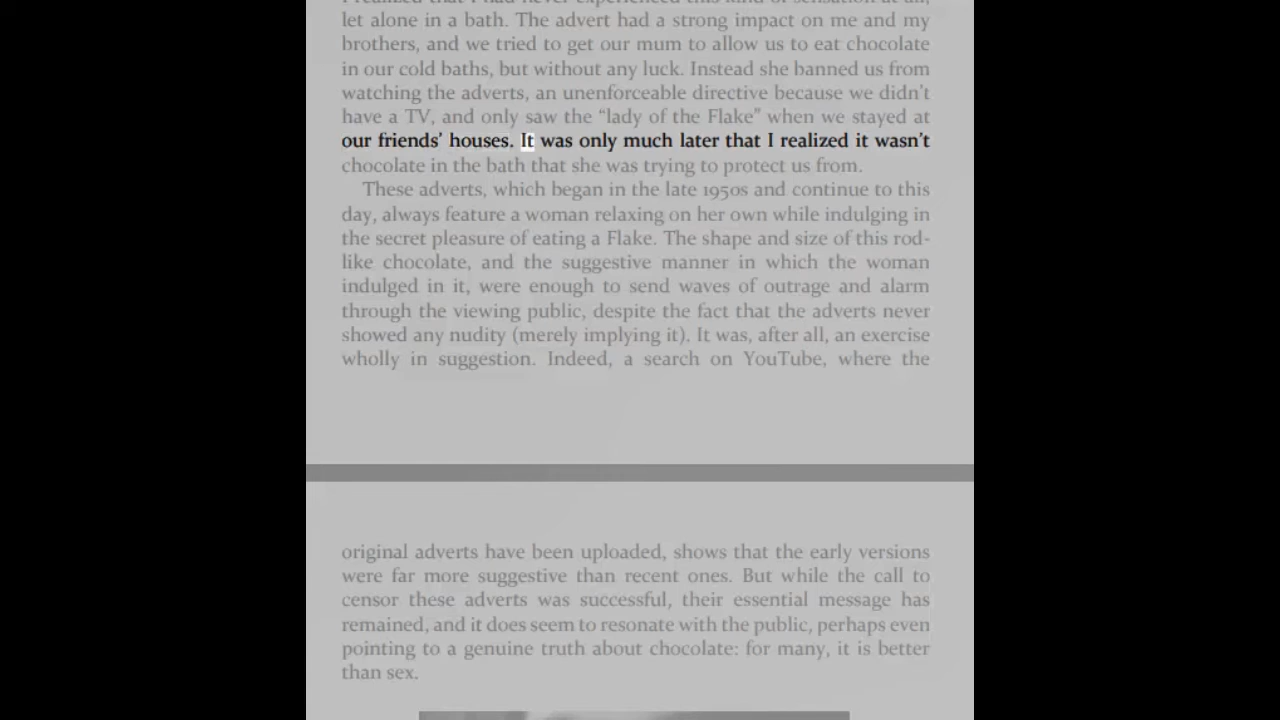 I realized that I had never experienced this kind of sensation at all,
let alone in a bath. The advert had a strong impact on me and my
brothers, and we tried to get our mum to allow us to eat chocolate
in our cold baths, but without any luck. Instead she banned us from
watching the adverts, an unenforceable directive because we didn’t
have a TV, and only saw the “lady of the Flake” when we stayed at
our friends’ houses. It was only much later that I realized it wasn’t
chocolate in the bath that she was trying to protect us from.
These adverts, which began in the late 1950s and continue to this
day, always feature a woman relaxing on her own while indulging in
the secret pleasure of eating a Flake. The shape and size of this rod-
like chocolate, and the suggestive manner in which the woman
indulged in it, were enough to send waves of outrage and alarm
through the viewing public, despite the fact that the adverts never
showed any nudity (merely implying it). It was, after all, an exercise
wholly in suggestion. Indeed, a search on YouTube, where the
original adverts have been uploaded, shows that the early versions
were far more suggestive than recent ones. But while the call to
censor these adverts was successful, their essential message has
remained, and it does seem to resonate with the public, perhaps even
pointing to a genuine truth about chocolate: for many, it is better
than sex.